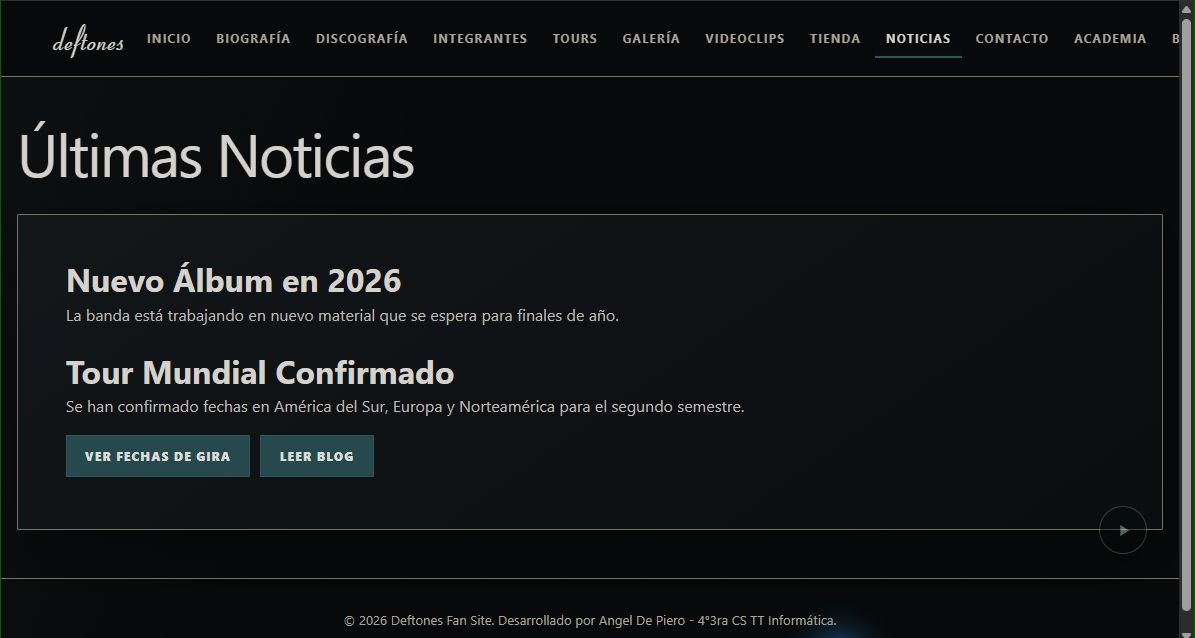 deftones
INICIO BIOGRAFÍA DISCOGRAFÍA INTEGRANTES TOURS GALERÍA VIDEOCLIPS TIENDA NOTICIAS CONTACTO ACADEMIA
Últimas Noticias
Nuevo Álbum en 2026
La banda está trabajando en nuevo material que se espera para finales de año.
Tour Mundial Confirmado
Se han confirmado fechas en América del Sur, Europa y Norteamérica para el segundo semestre.
VER FECHAS DE GIRA LEER BLOG
© 2026 Deftones Fan Site. Desarrollado por Angel De Piero - 4°3ra CS TT Informática.